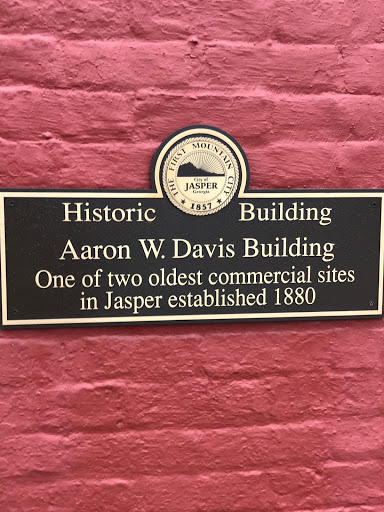 THE FIRST MOUNTAIN CITY
City of
JASPER
Georgia
1857
Historic Building
Aaron W. Davis Building
One of two oldest commercial sites
in Jasper established 1880